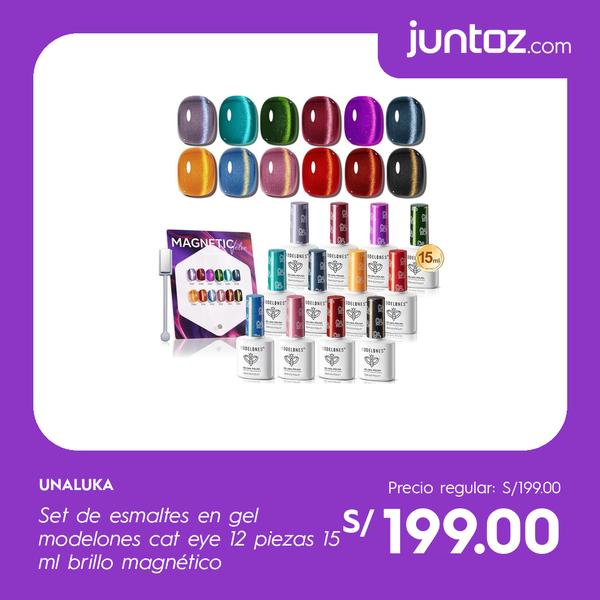 juntoz.com
MAGNETIC
15ml
MODELONES
MODELONES
MODELONES
MODELONES
UNALUKA
Set de esmaltes en gel
modelones cat eye 12 piezas 15
ml brillo magnético
Precio regular: S/199.00
S/199.00